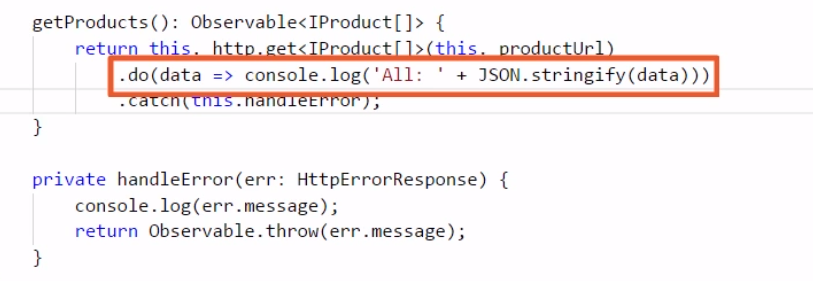 getProducts(): Observable<IProduct[]> {
return this._http.get<IProduct[]>(this._productUrl)
.do(data => console.log('All: ' + JSON.stringify(data)))
.catch(this.handleError);
}
private handleError(err: HttpErrorResponse) {
console.log(err.message);
return Observable.throw(err.message);
}